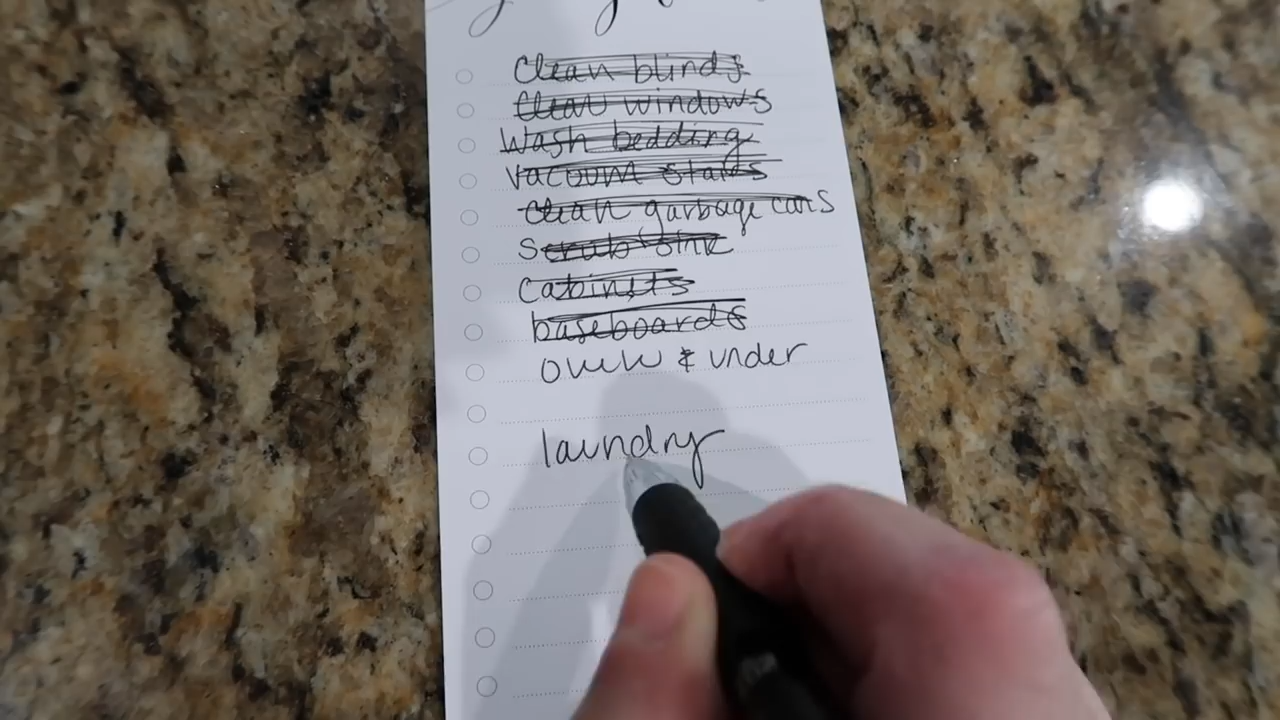 Clean blinds
Clean windows
Wash bedding
Vacuum stairs
clean garbage cans
Scrub sink
Cabinets
baseboards
oven & under
laundry